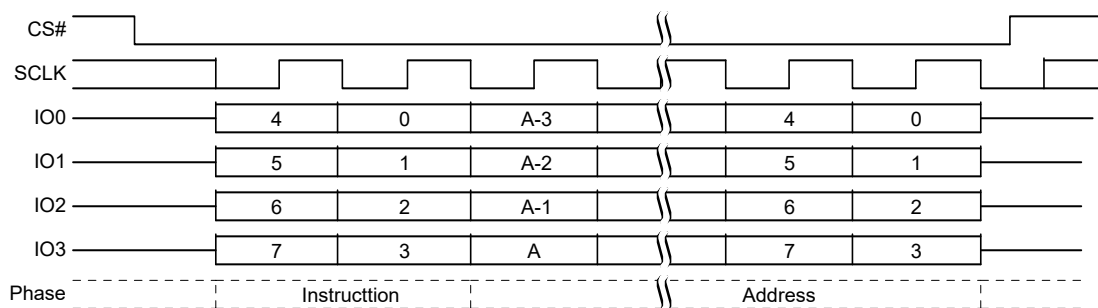 CS#
SCLK
IO0 4 0 A-3 4 0
IO1 5 1 A-2 5 1
IO2 6 2 A-1 6 2
IO3 7 3 A 7 3
Phase Instructtion Address